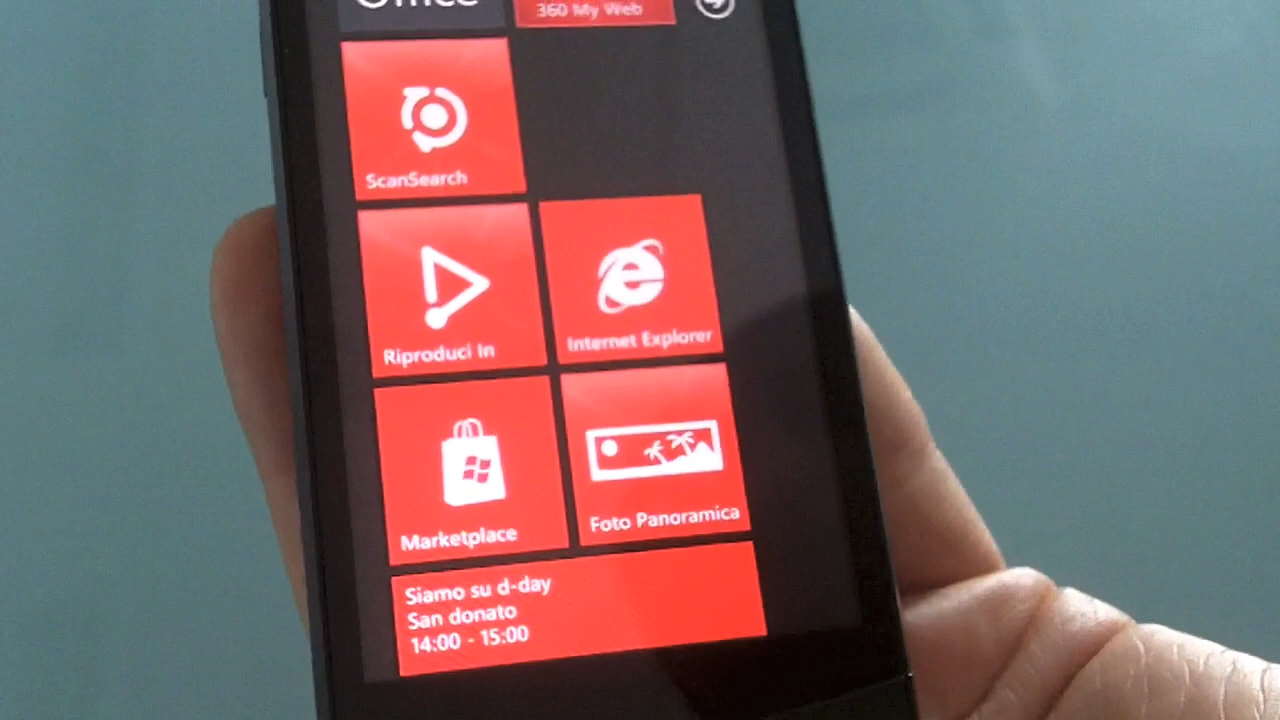 Office
360 My Web
ScanSearch
Riproduci In
Internet Explorer
Marketplace
Foto Panoramica
Siamo su d-day
San donato
14:00 - 15:00